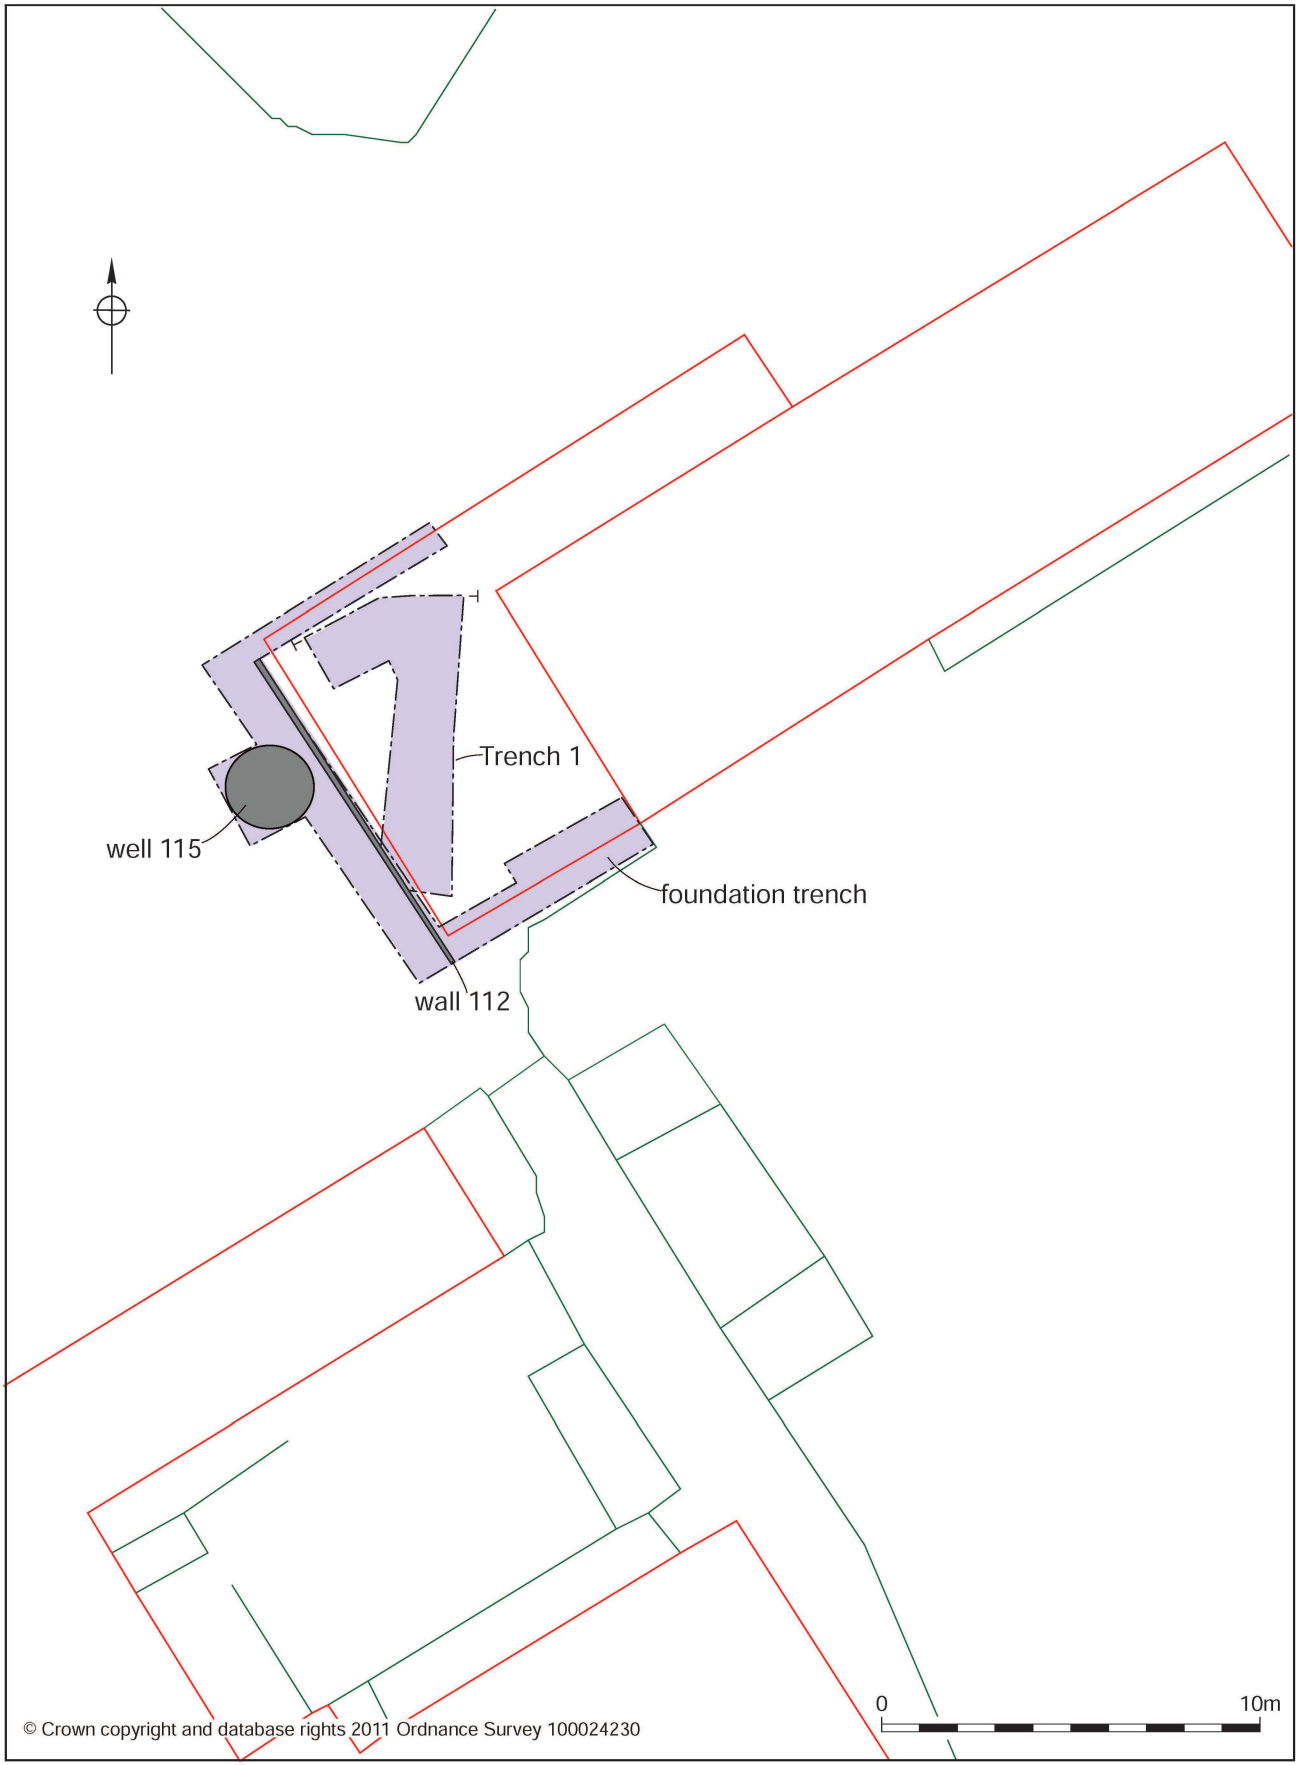 Trench 1
well 115
foundation trench
wall 112
0 10m
© Crown copyright and database rights 2011 Ordnance Survey 100024230